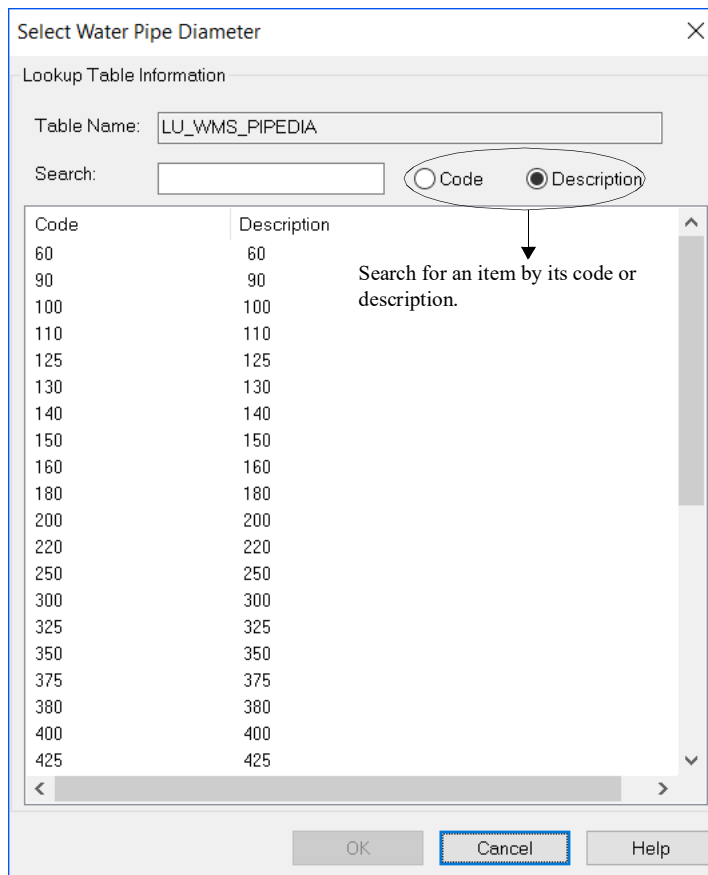 Select Water Pipe Diameter
Lookup Table Information
Table Name: LU_WMS_PIPEDIA
Search: Code Description
Code Description
60 60
90 90
Search for an item by its code or
description.
100 100
110 110
125 125
130 130
140 140
150 150
160 160
180 180
200 200
220 220
250 250
300 300
325 325
350 350
375 375
380 380
400 400
425 425
OK Cancel Help